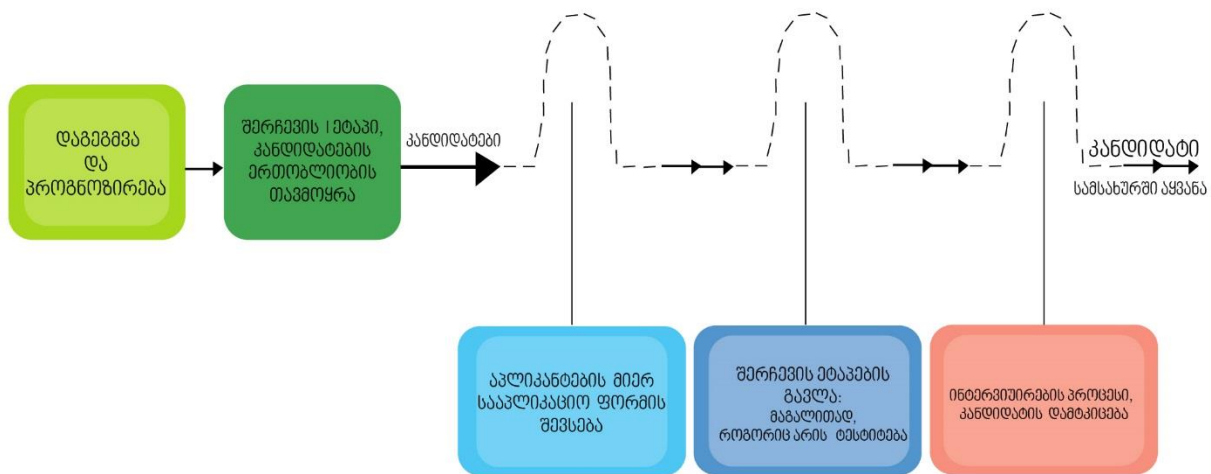 დაგეგმვა
და
პროგნოზირება
შერჩევის I ეტაპი,
კანდიდატების
ერთობლიობის
თავმოყრა
კანდიდატები
კანდიდატი
სამსახურში აყვანა
აპლიკანტების მიერ
სააპლიკაციო ფორმის
შევსება
შერჩევის ეტაპების
გავლა:
მაგალითად,
როგორიც არის ტესტიტება
ინტერვიუირების პროცესი,
კანდიდატის დამტკიცება